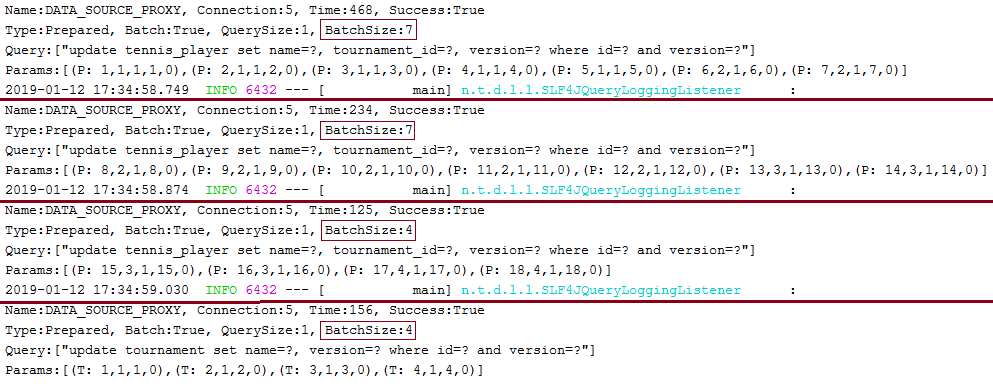 Name:DATA_SOURCE_PROXY, Connection:5, Time:468, Success:True
Type:Prepared, Batch:True, QuerySize:1, BatchSize:7
Query:["update tennis_player set name=?, tournament_id=?, version=? where id=? and version=?"]
Params:[(P: 1,1,1,1,0),(P: 2,1,1,2,0),(P: 3,1,1,3,0),(P: 4,1,1,4,0),(P: 5,1,1,5,0),(P: 6,2,1,6,0),(P: 7,2,1,7,0)]
2019-01-12 17:34:58.749  INFO 6432 --- [           main] n.t.d.l.l.SLF4JQueryLoggingListener      :
Name:DATA_SOURCE_PROXY, Connection:5, Time:234, Success:True
Type:Prepared, Batch:True, QuerySize:1, BatchSize:7
Query:["update tennis_player set name=?, tournament_id=?, version=? where id=? and version=?"]
Params:[(P: 8,2,1,8,0),(P: 9,2,1,9,0),(P: 10,2,1,10,0),(P: 11,2,1,11,0),(P: 12,2,1,12,0),(P: 13,3,1,13,0),(P: 14,3,1,14,0)]
2019-01-12 17:34:58.874  INFO 6432 --- [           main] n.t.d.l.l.SLF4JQueryLoggingListener      :
Name:DATA_SOURCE_PROXY, Connection:5, Time:125, Success:True
Type:Prepared, Batch:True, QuerySize:1, BatchSize:4
Query:["update tennis_player set name=?, tournament_id=?, version=? where id=? and version=?"]
Params:[(P: 15,3,1,15,0),(P: 16,3,1,16,0),(P: 17,4,1,17,0),(P: 18,4,1,18,0)]
2019-01-12 17:34:59.030  INFO 6432 --- [           main] n.t.d.l.l.SLF4JQueryLoggingListener      :
Name:DATA_SOURCE_PROXY, Connection:5, Time:156, Success:True
Type:Prepared, Batch:True, QuerySize:1, BatchSize:4
Query:["update tournament set name=?, version=? where id=? and version=?"]
Params:[(T: 1,1,1,0),(T: 2,1,2,0),(T: 3,1,3,0),(T: 4,1,4,0)]